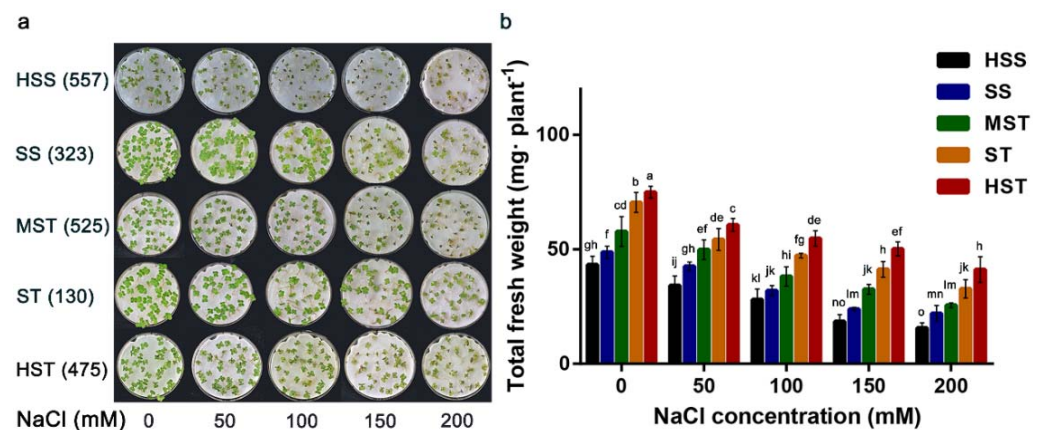 a
HSS (557)
SS (323)
MST (525)
ST (130)
HST (475)
NaCl (mM) 0 50 100 150 200
b
Total fresh weight (mg· plant-1)
100
50
0
gh f cd b a
ij gh ef de c
kl jk hi fg de
no lm jk h ef
o mn lm jk h
0 50 100 150 200
NaCl concentration (mM)
HSS
SS
MST
ST
HST